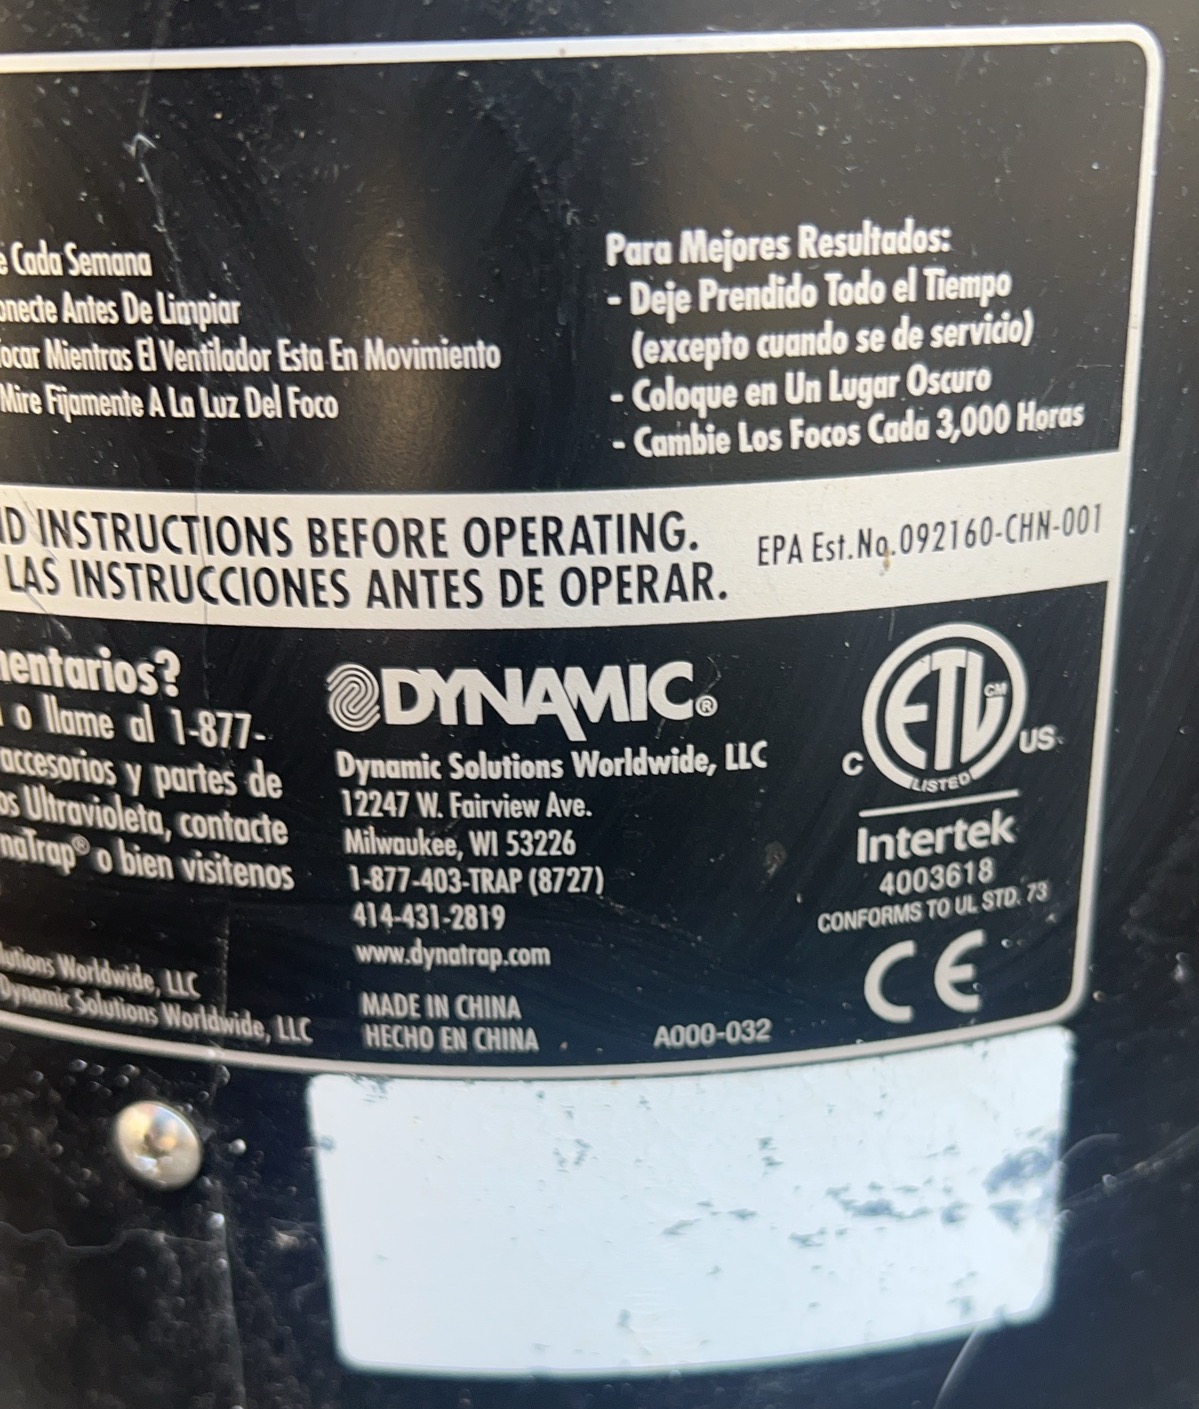 Cada Semana
Antes De Limpiar
Mientras El Ventilador Esta En Movimiento
Mire Fijamente A La Luz Del Foco
Para Mejores Resultados:
- Deje Prendido Todo el Tiempo
(excepto cuando se de servicio)
- Coloque en Un Lugar Oscuro
- Cambie Los Focos Cada 3,000 Horas
INSTRUCTIONS BEFORE OPERATING.
LAS INSTRUCCIONES ANTES DE OPERAR.
EPA Est.No.092160-CHN-001
o llame al 1-877-
accesorios y partes de
Ultravioleta, contacte
o bien visitenos
Worldwide, LLC
Dynamic Solutions Worldwide, LLC
DYNAMIC®
Dynamic Solutions Worldwide, LLC
12247 W. Fairview Ave.
Milwaukee, WI 53226
1-877-403-TRAP (8727)
414-431-2819
www.dynatrap.com
MADE IN CHINA
HECHO EN CHINA
A000-032
ETL CM
C US
LISTED
Intertek
4003618
CONFORMS TO UL STD. 73
CE